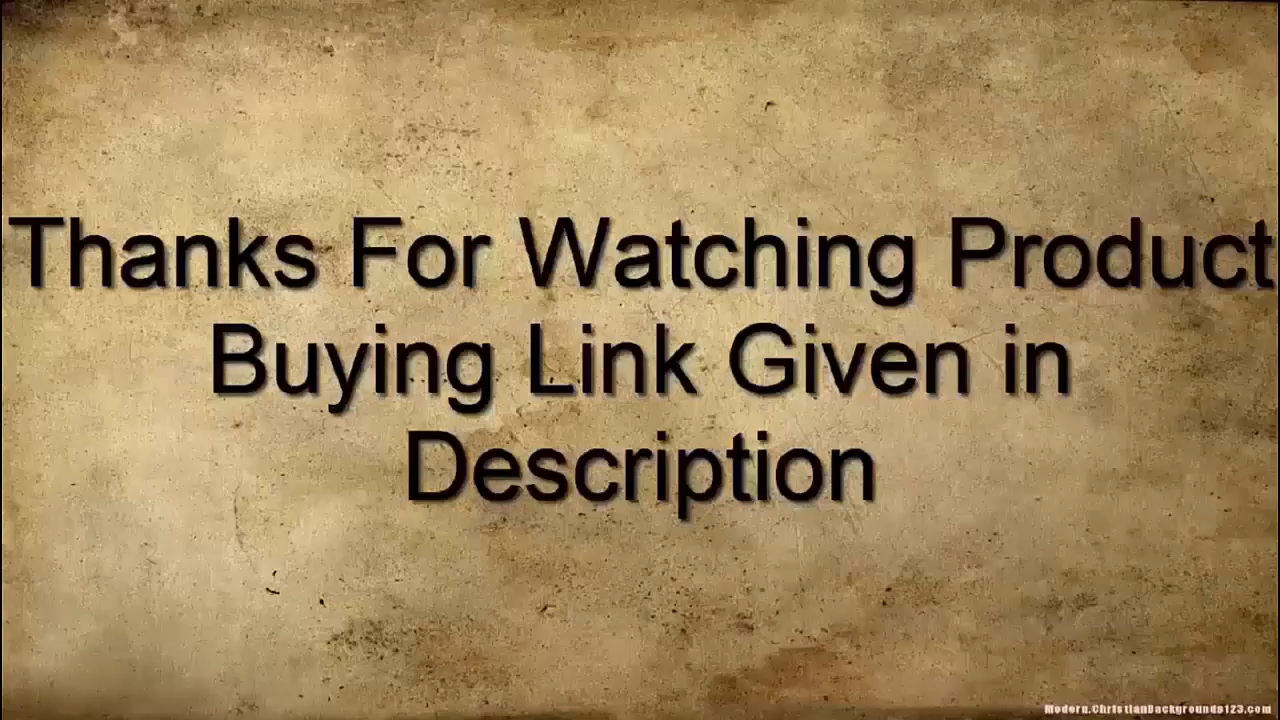 Thanks For Watching Product
Buying Link Given in
Description
Modern.ChristianBackgrounds123.com